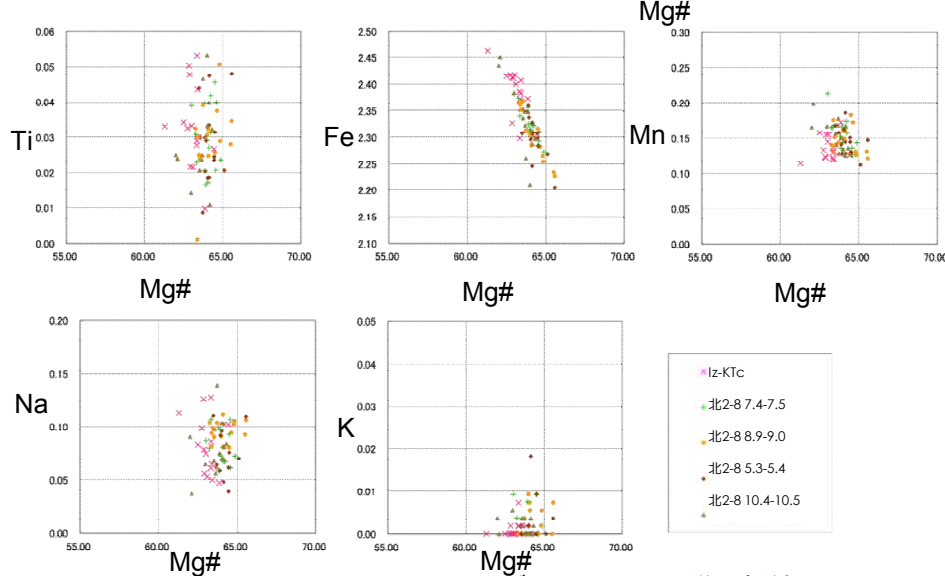 Mg#
Ti
0.06
0.05
0.04
0.03
0.02
0.01
0.00
55.00 60.00 65.00 70.00
Mg#
Fe
2.50
2.45
2.40
2.35
2.30
2.25
2.20
2.15
2.10
55.00 60.00 65.00 70.00
Mg#
Mn
0.30
0.25
0.20
0.15
0.10
0.05
0.00
55.00 60.00 65.00 70.00
Mg#
Na
0.20
0.15
0.10
0.05
0.00
55.00 60.00 65.00 70.00
Mg#
K
0.05
0.04
0.03
0.02
0.01
0.00
55.00 60.00 65.00 70.00
Mg#
Iz-KTc
北2-8 7.4-7.5
北2-8 8.9-9.0
北2-8 5.3-5.4
北2-8 10.4-10.5